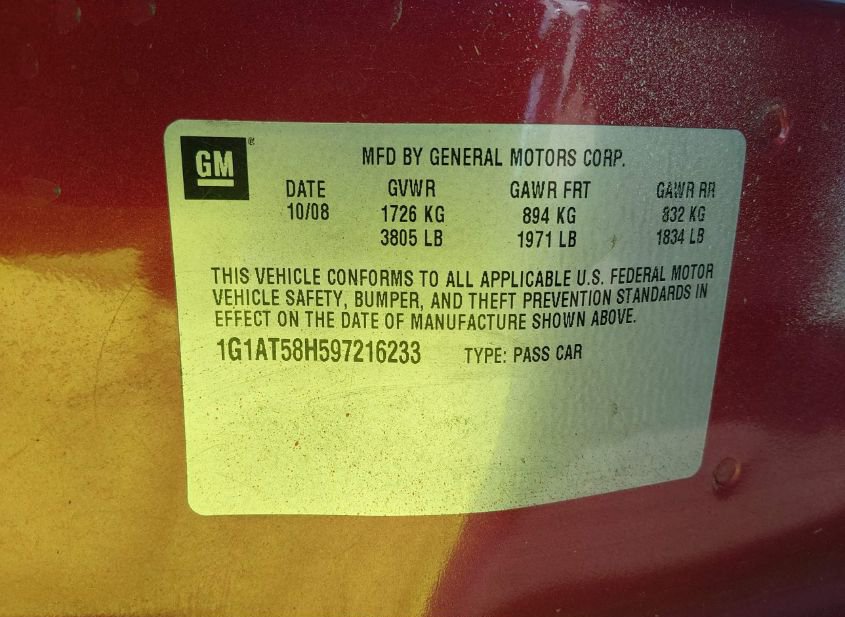 GM ®
MFD BY GENERAL MOTORS CORP.
DATE GVWR GAWR FRT GAWR RR
10/08 1726 KG 894 KG 832 KG
3805 LB 1971 LB 1834 LB
THIS VEHICLE CONFORMS TO ALL APPLICABLE U.S. FEDERAL MOTOR
VEHICLE SAFETY, BUMPER, AND THEFT PREVENTION STANDARDS IN
EFFECT ON THE DATE OF MANUFACTURE SHOWN ABOVE.
1G1AT58H597216233 TYPE: PASS CAR